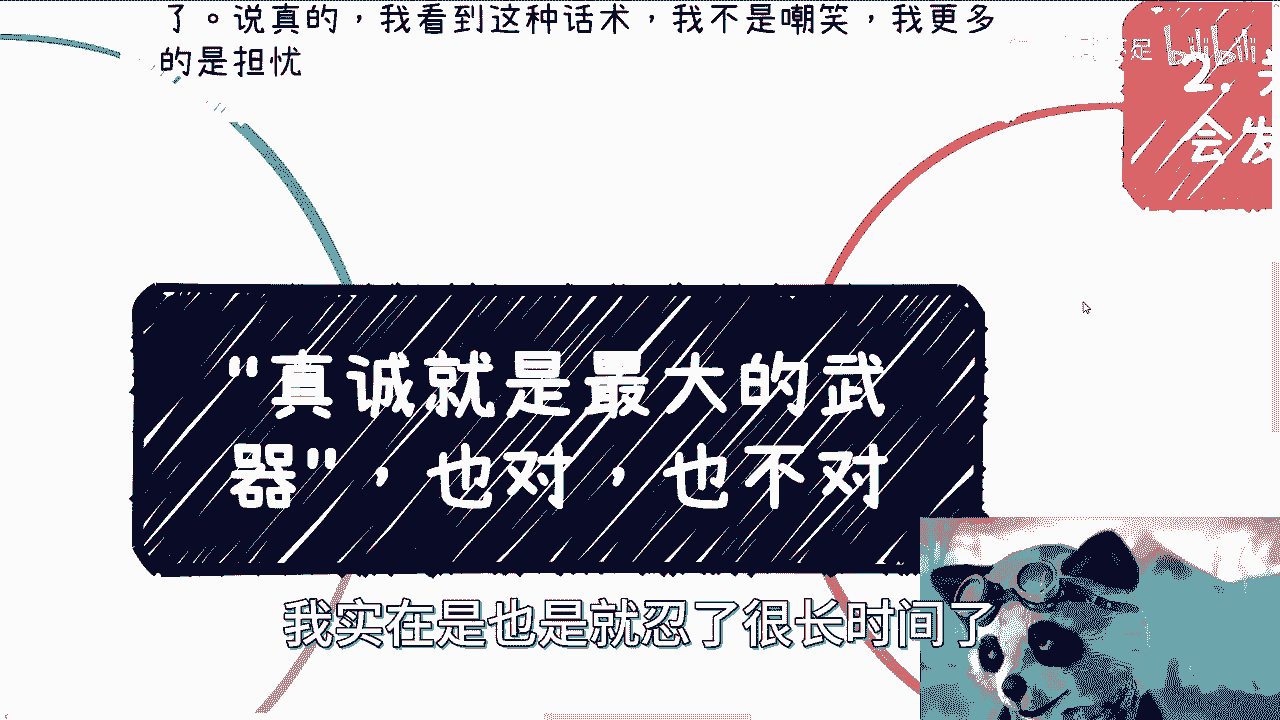 了。说真的，我看到这种话术，我不是嘲笑，我更多
的是担忧
足 bilibili
2.
会发
"真诚就是最大的武
器"，也对，也不对
我实在是也是就忍了很长时间了